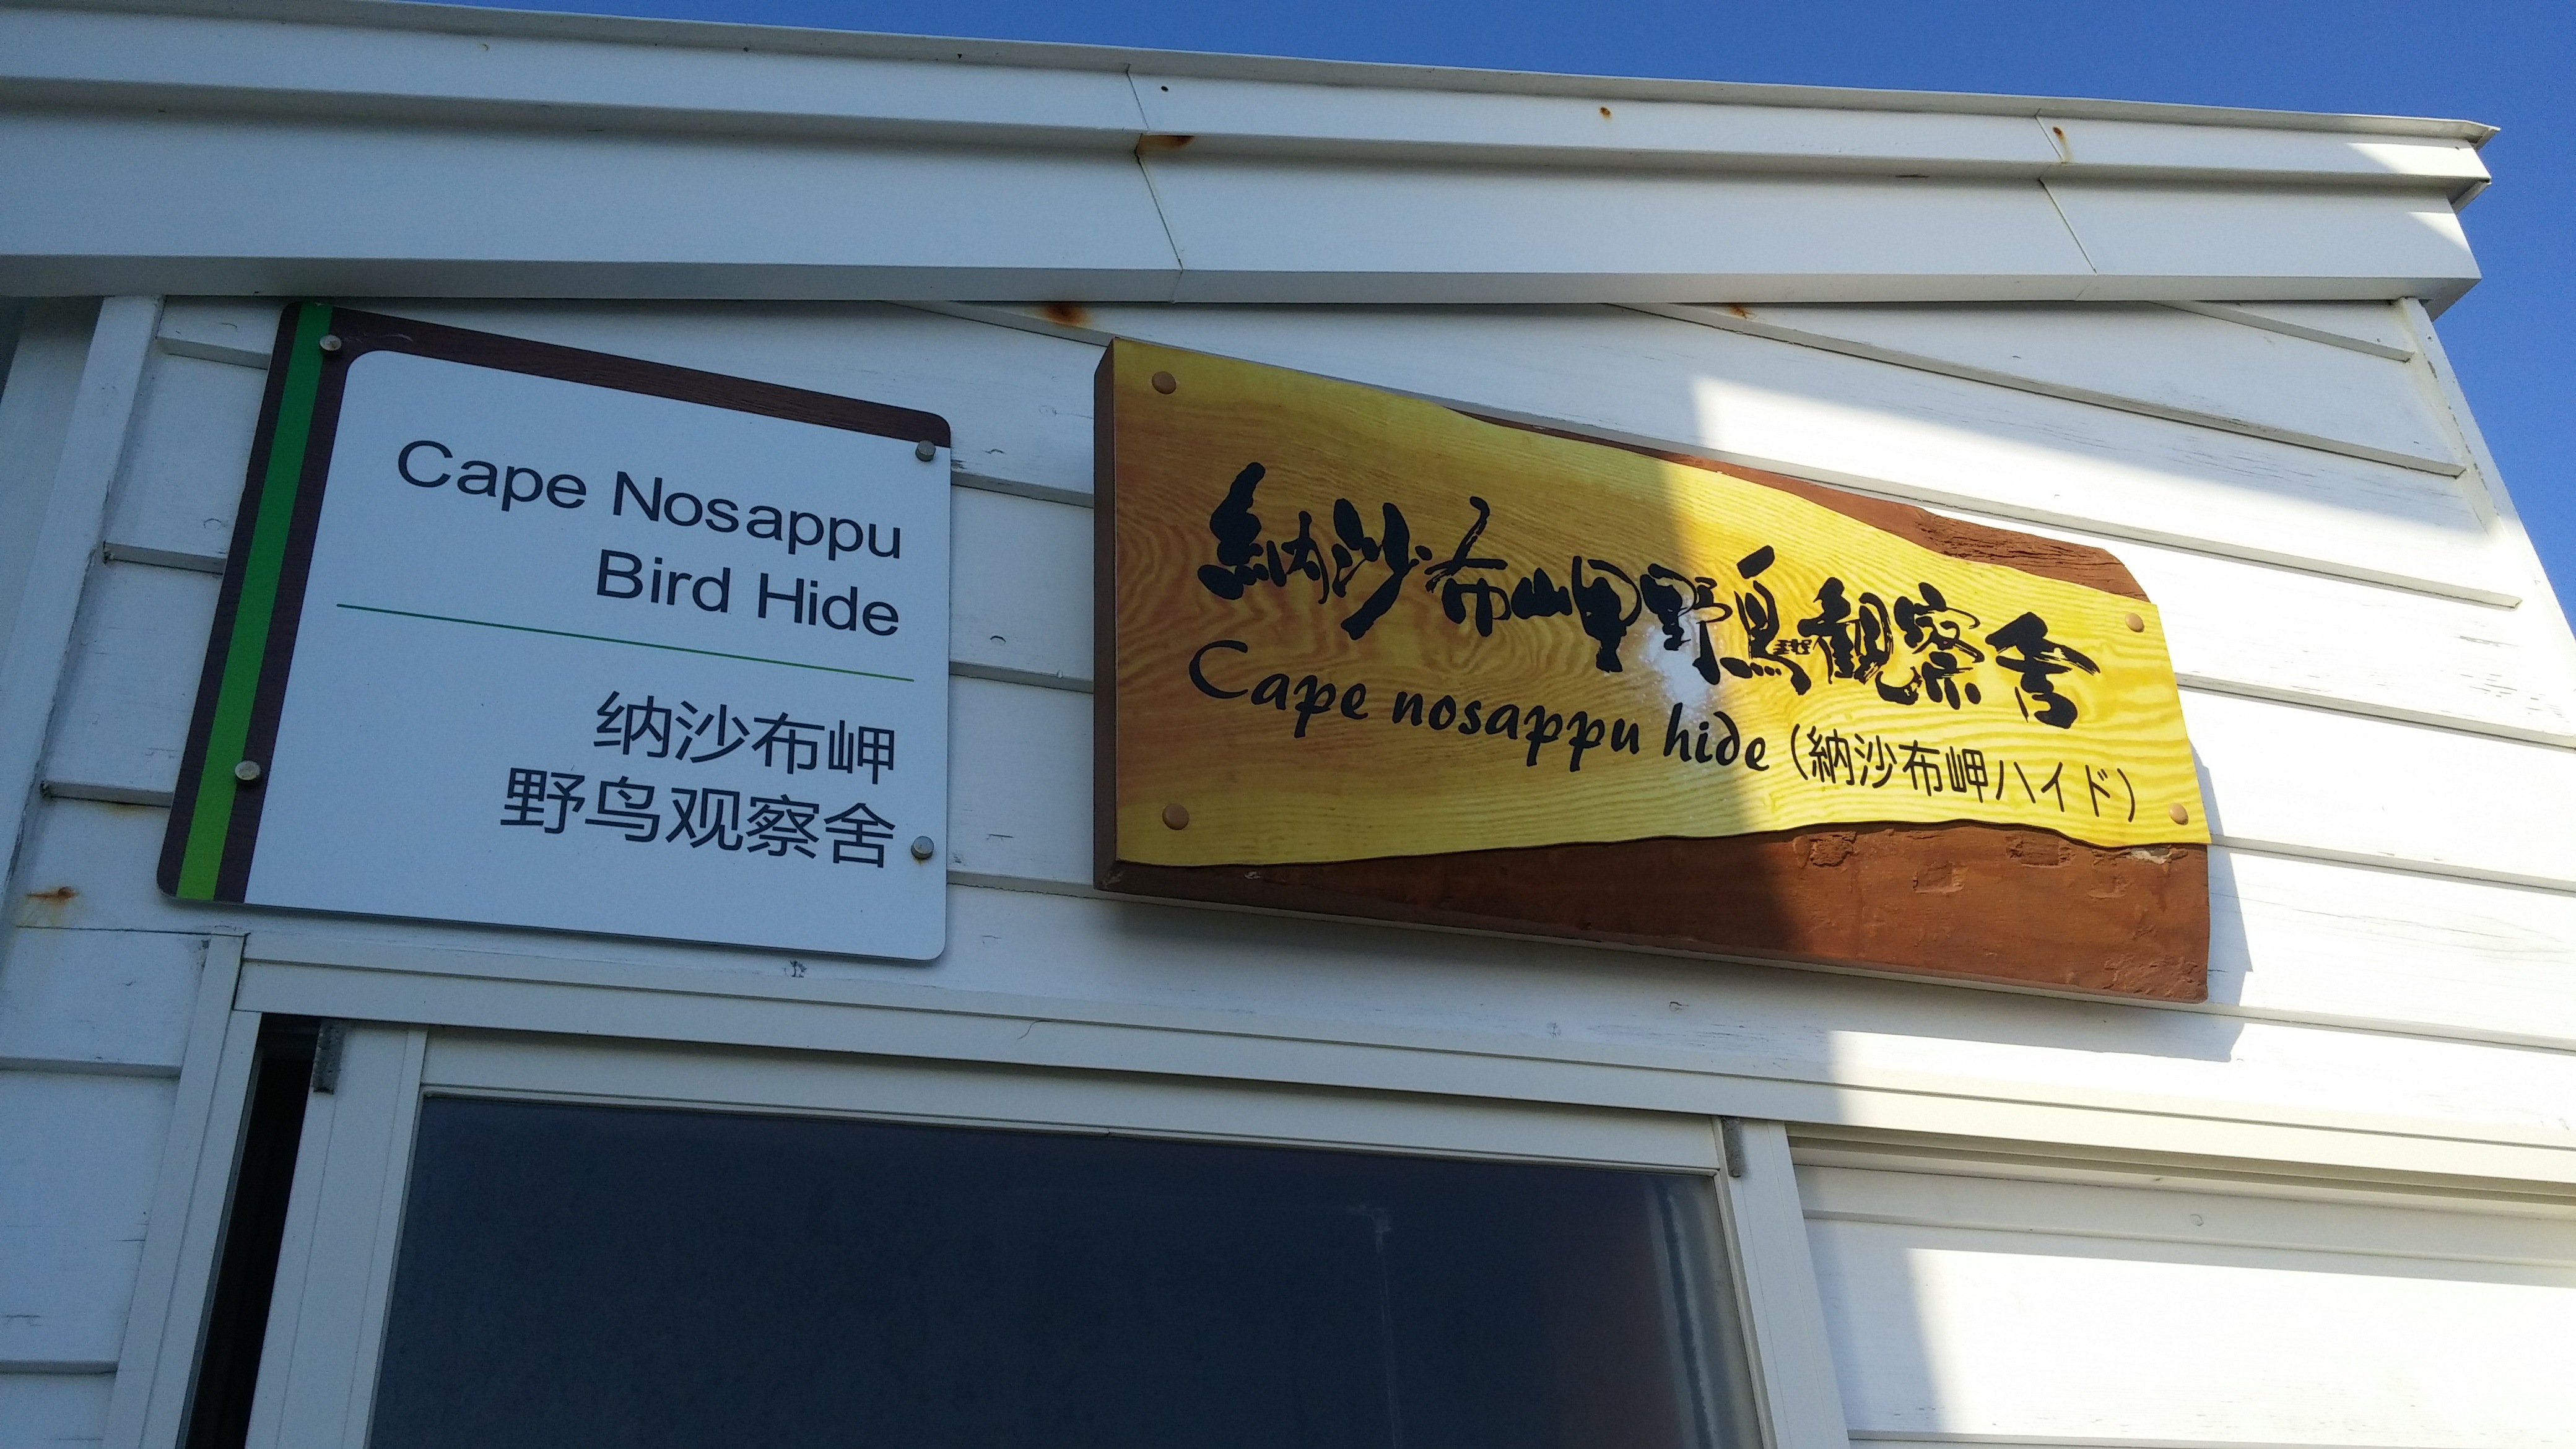 Cape Nosappu
Bird Hide
纳沙布岬
野鸟观察舍
納沙布岬野鳥観察舎
Cape nosappu hide (納沙布岬ハイド)